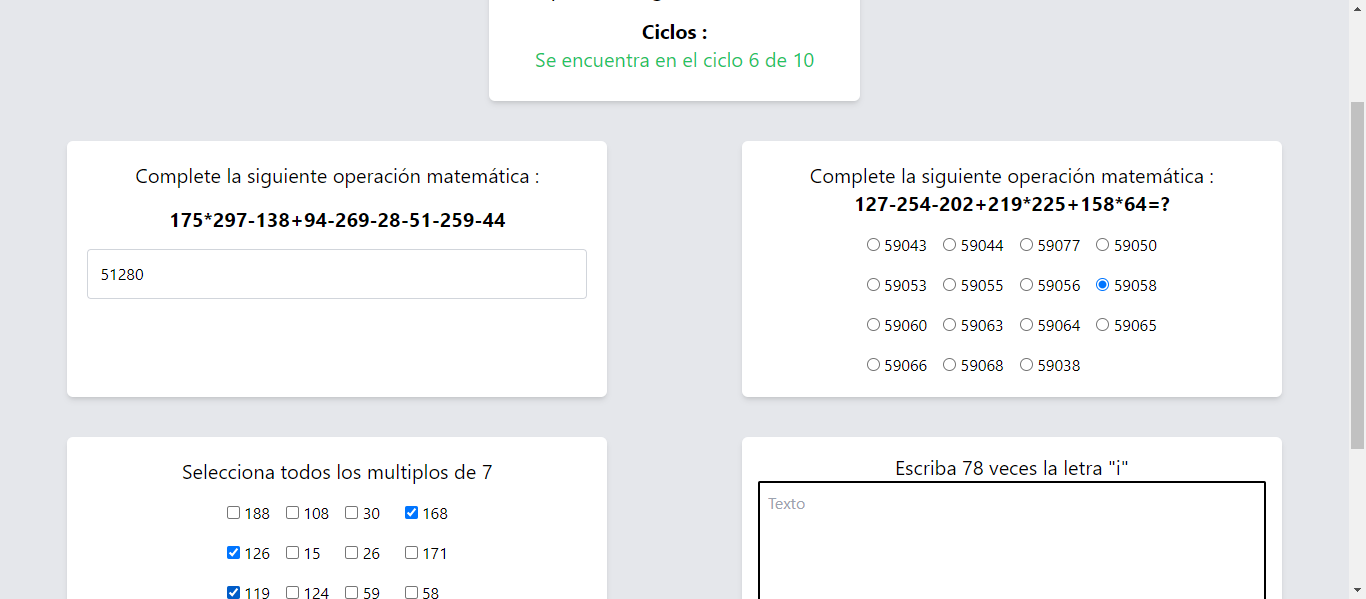 Ciclos :
Se encuentra en el ciclo 6 de 10
Complete la siguiente operación matemática :
175*297-138+94-269-28-51-259-44
51280
Complete la siguiente operación matemática :
127-254-202+219*225+158*64=?
59043 59044 59077 59050
59053 59055 59056 59058
59060 59063 59064 59065
59066 59068 59038
Selecciona todos los multiplos de 7
188 108 30 168
126 15 26 171
119 124 59 58
Escriba 78 veces la letra "i"
Texto